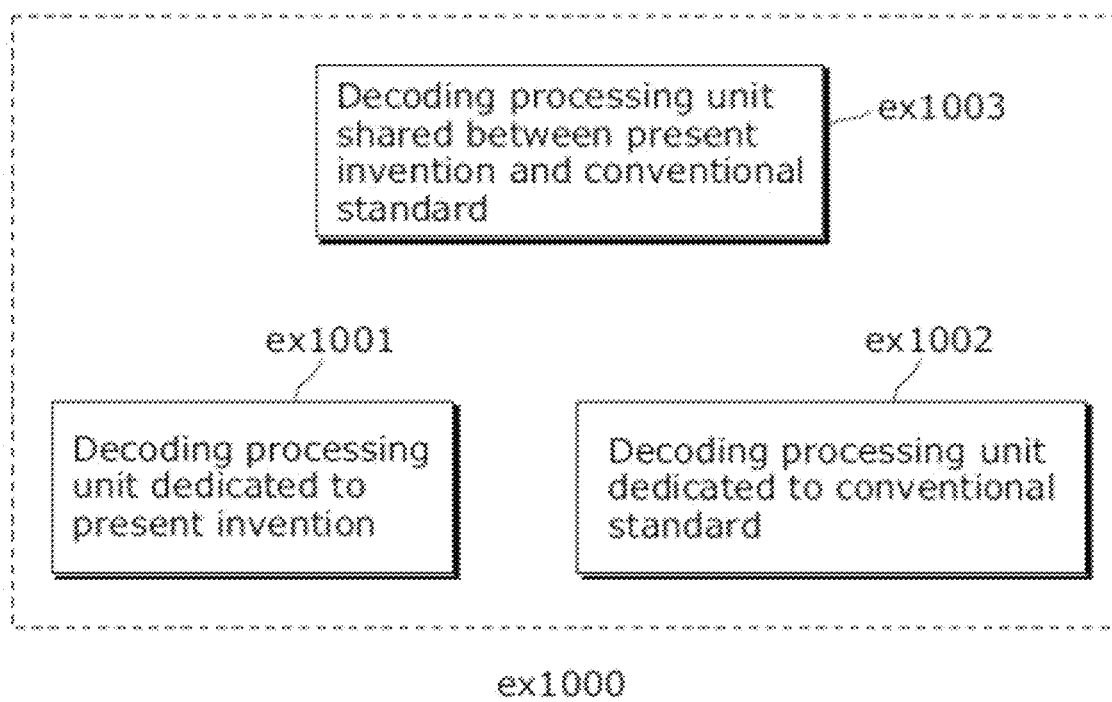 Decoding processing unit
shared between present
invention and conventional
standard
ex1003
ex1001
ex1002
Decoding processing
unit dedicated to
present invention
Decoding processing unit
dedicated to conventional
standard
ex1000